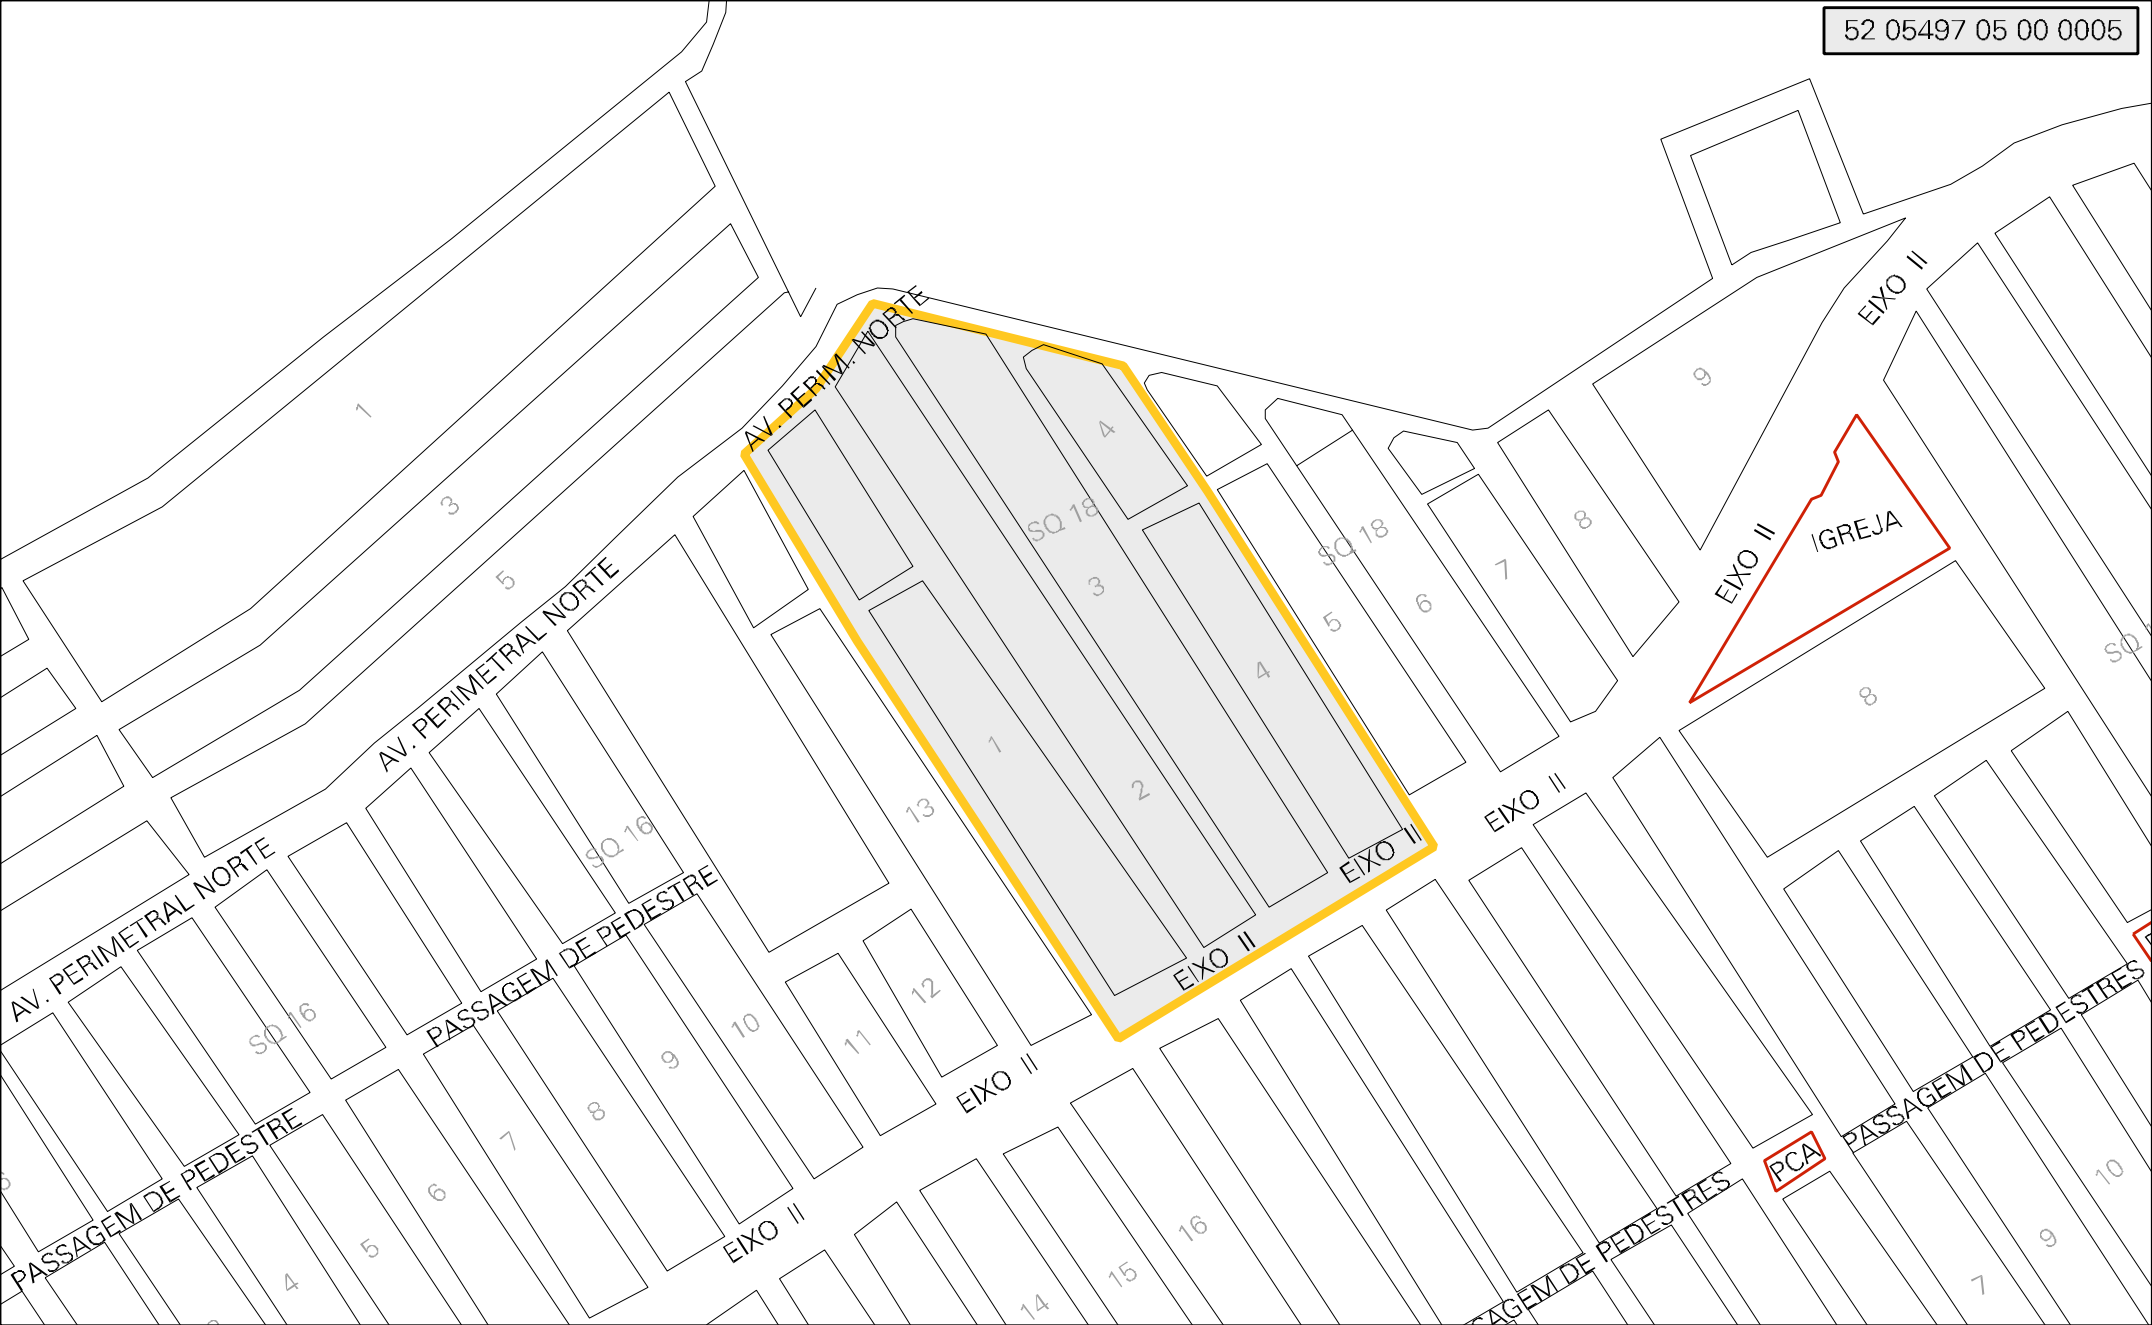 52 05497 05 00 0005
EIXO II
AV. PERIM. NORTE
1
9
4
3
SQ 18
SQ 18
8
EIXO II
IGREJA
5
AV. PERIMETRAL NORTE
3
7
6
5
4
8
1
2
13
SQ 16
EIXO II
EIXO II
AV. PERIMETRAL NORTE
PASSAGEM DE PEDESTRE
EIXO II
12
11
10
9
SQ 16
EIXO II
PASSAGEM DE PEDESTRES
PCA
8
7
6
5
4
PASSAGEM DE PEDESTRE
EIXO II
16
15
14
SAGEM DE PEDESTRES
10
9
7